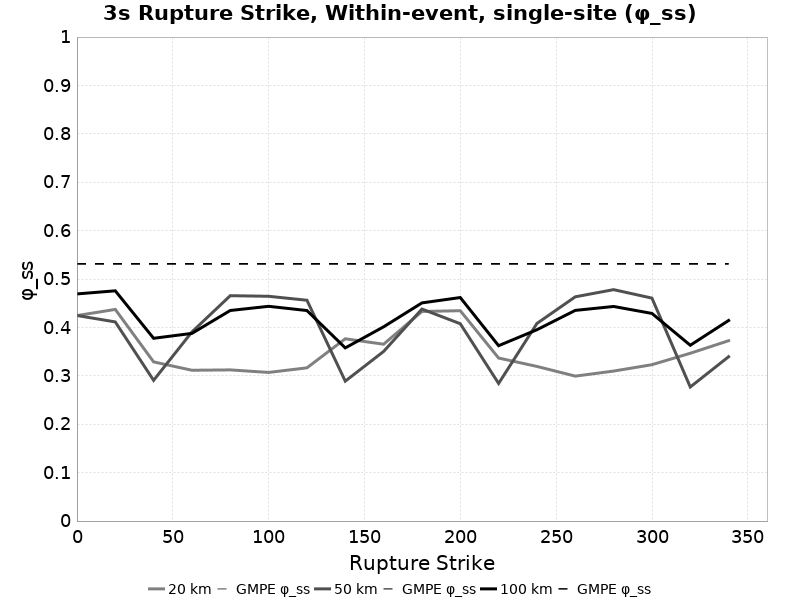 3s Rupture Strike, Within-event, single-site (φ_ss)
1
0.9
0.8
0.7
0.6
0.5
0.4
0.3
0.2
0.1
0
φ_ss
0 50 100 150 200 250 300 350
Rupture Strike
20 km GMPE φ_ss 50 km GMPE φ_ss 100 km GMPE φ_ss